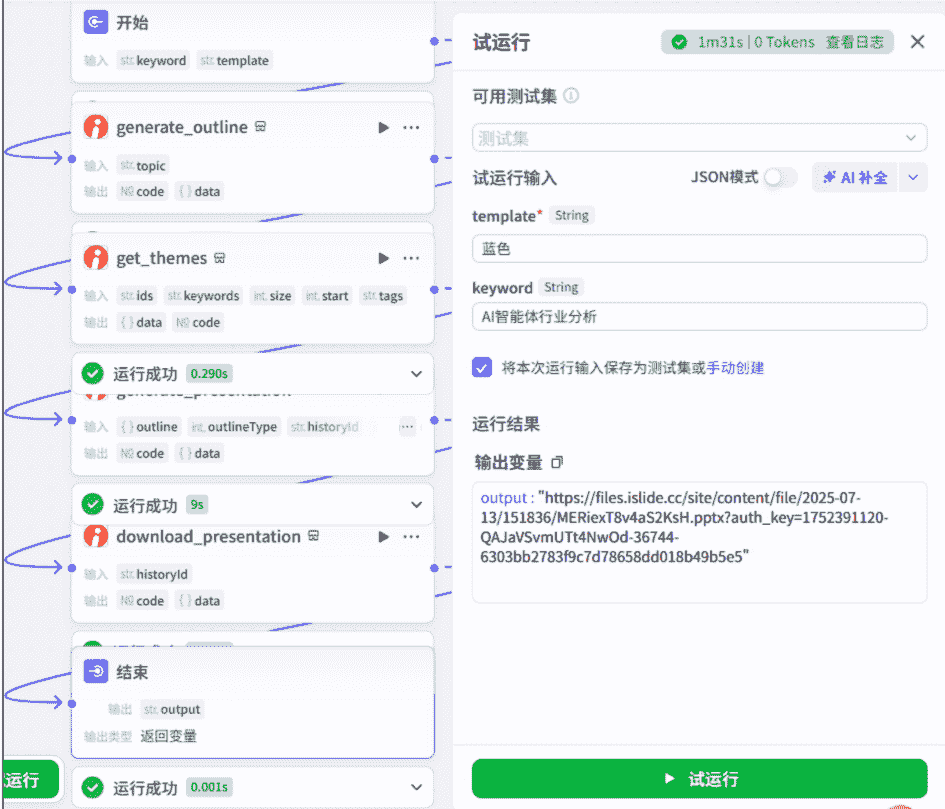 开始
输入 str. keyword str. template
generate_outline
输入 str. topic
输出 № code {} data
get_themes
输入 str. ids str. keywords int. size int. start str. tags
输出 {} data № code
运行成功 0.290s
generate_presentation
输入 {} outline int. outlineType str. historyId ...
输出 № code {} data
运行成功 9s
download_presentation
输入 str. historyId
输出 № code {} data
结束
输出 str. output
输出类型 返回变量
运行成功 0.001s
试运行 1m31s | 0 Tokens 查看日志
可用测试集
测试集
试运行输入 JSON模式 AI 补全
template* String
蓝色
keyword String
AI智能体行业分析
将本次运行输入保存为测试集或手动创建
运行结果
输出变量
output : "https://files.islide.cc/site/content/file/2025-07-
13/151836/MERiexT8v4aS2KsH.pptx?auth_key=1752391120-
QAJaVSvmUTt4NwOd-36744-
6303bb2783f9c7d78658dd018b49b5e5"
试运行